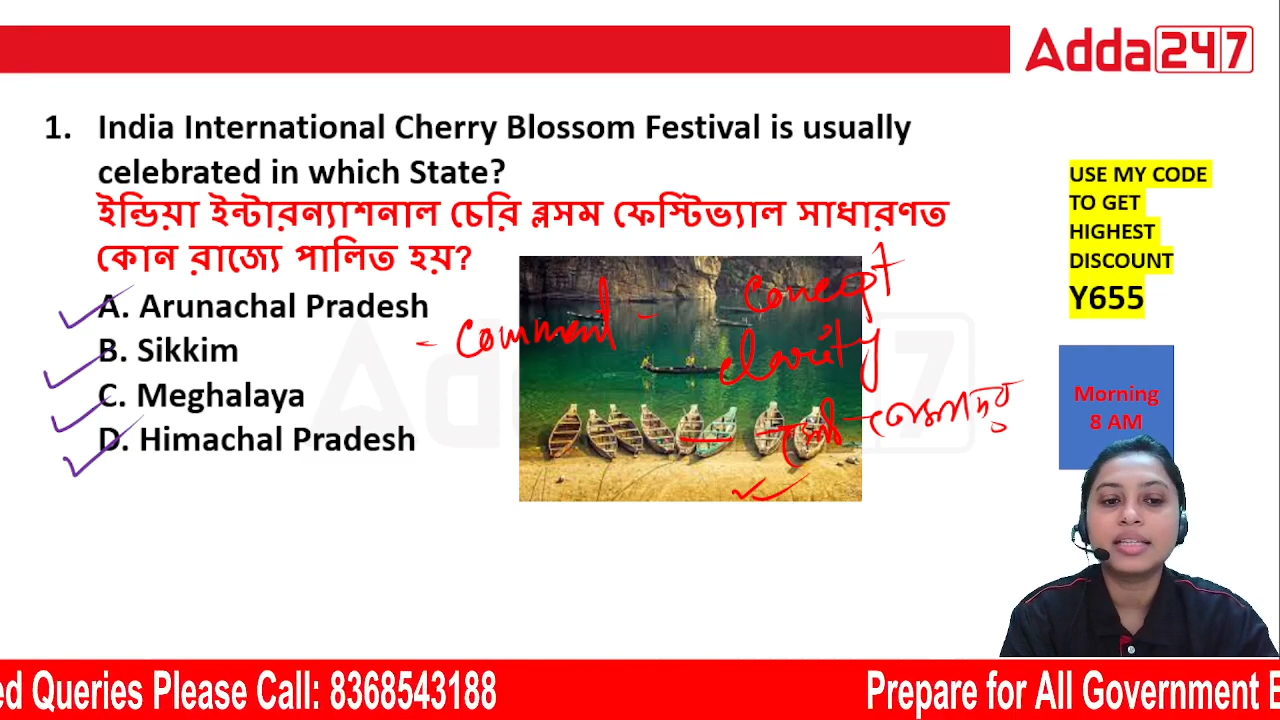 Adda 247
1. India International Cherry Blossom Festival is usually
celebrated in which State?
ইন্ডিয়া ইন্টারন্যাশনাল চেরি ব্লসম ফেস্টিভ্যাল সাধারণত
কোন রাজ্যে পালিত হয়?
A. Arunachal Pradesh
B. Sikkim
C. Meghalaya
D. Himachal Pradesh
- comment -
concept
clarity
USE MY CODE
TO GET
HIGHEST
DISCOUNT
Y655
Morning
8 AM
ed Queries Please Call: 8368543188
Prepare for All Government E